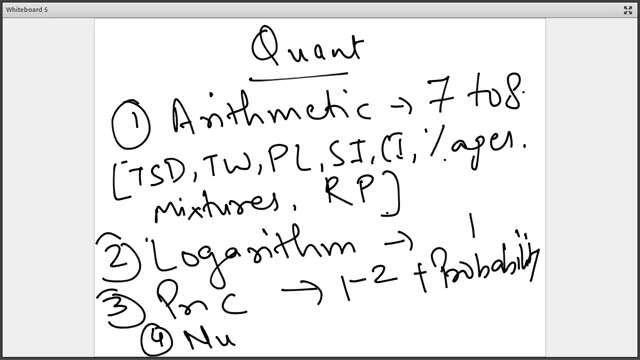 Whiteboard 5
Quant
① Arithmetic → 7 to 8.
[TSD, TW, PL, SI, CI, %ages.
mixtures, RP]
② Logarithm → 1
③ PnC → 1-2 + Probability
④ Nu